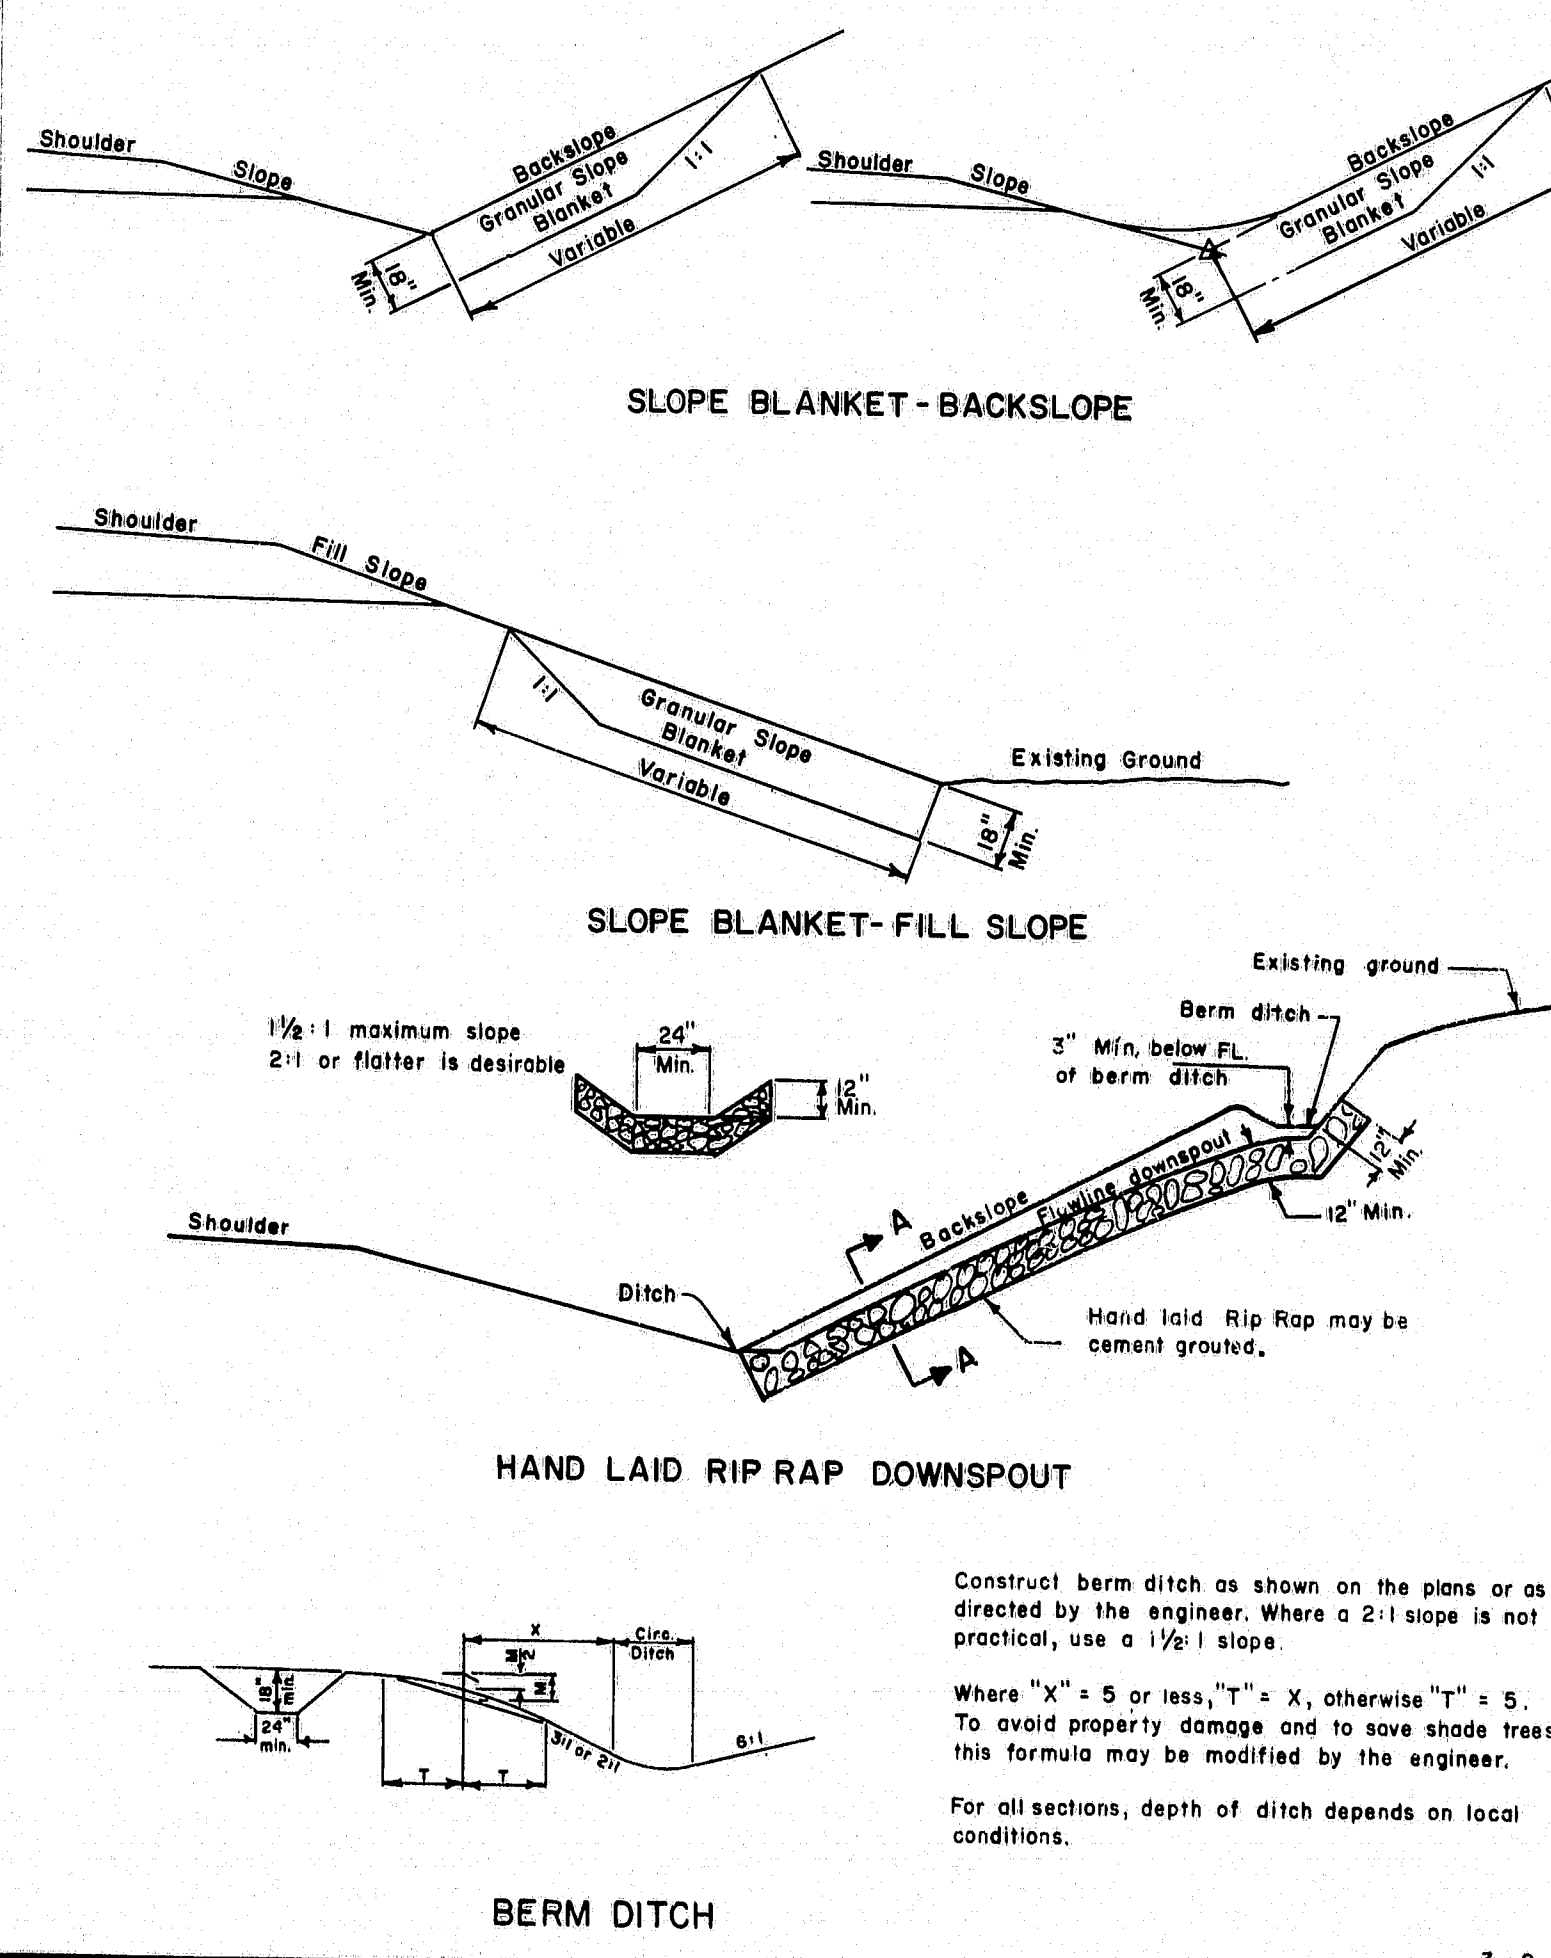 Shoulder
Slope
Backslope
Granular Slope
Blanket
1:1
Variable
18"
Min.
Shoulder
Slope
Backslope
Granular Slope
Blanket
1:1
Variable
18"
Min.
SLOPE BLANKET - BACKSLOPE
Shoulder
Fill Slope
1:1
Granular Slope
Blanket
Variable
Existing Ground
18"
Min.
SLOPE BLANKET- FILL SLOPE
1½:1 maximum slope
2:1 or flatter is desirable
24"
Min.
12"
Min.
Existing ground
Berm ditch
3" Min, below FL.
of berm ditch
12"
Min.
12" Min.
Flowline downspout
Backslope
A
Shoulder
Ditch
A
Hand laid Rip Rap may be
cement grouted.
HAND LAID RIP RAP DOWNSPOUT
18"
min.
24"
min.
X
Circ.
Ditch
M
2
M
T
T
3:1 or 2:1
6:1
Construct berm ditch as shown on the plans or as
directed by the engineer. Where a 2:1 slope is not
practical, use a 1½:1 slope.
Where "X" = 5 or less, "T" = X, otherwise "T" = 5.
To avoid property damage and to save shade trees
this formula may be modified by the engineer.
For all sections, depth of ditch depends on local
conditions.
BERM DITCH